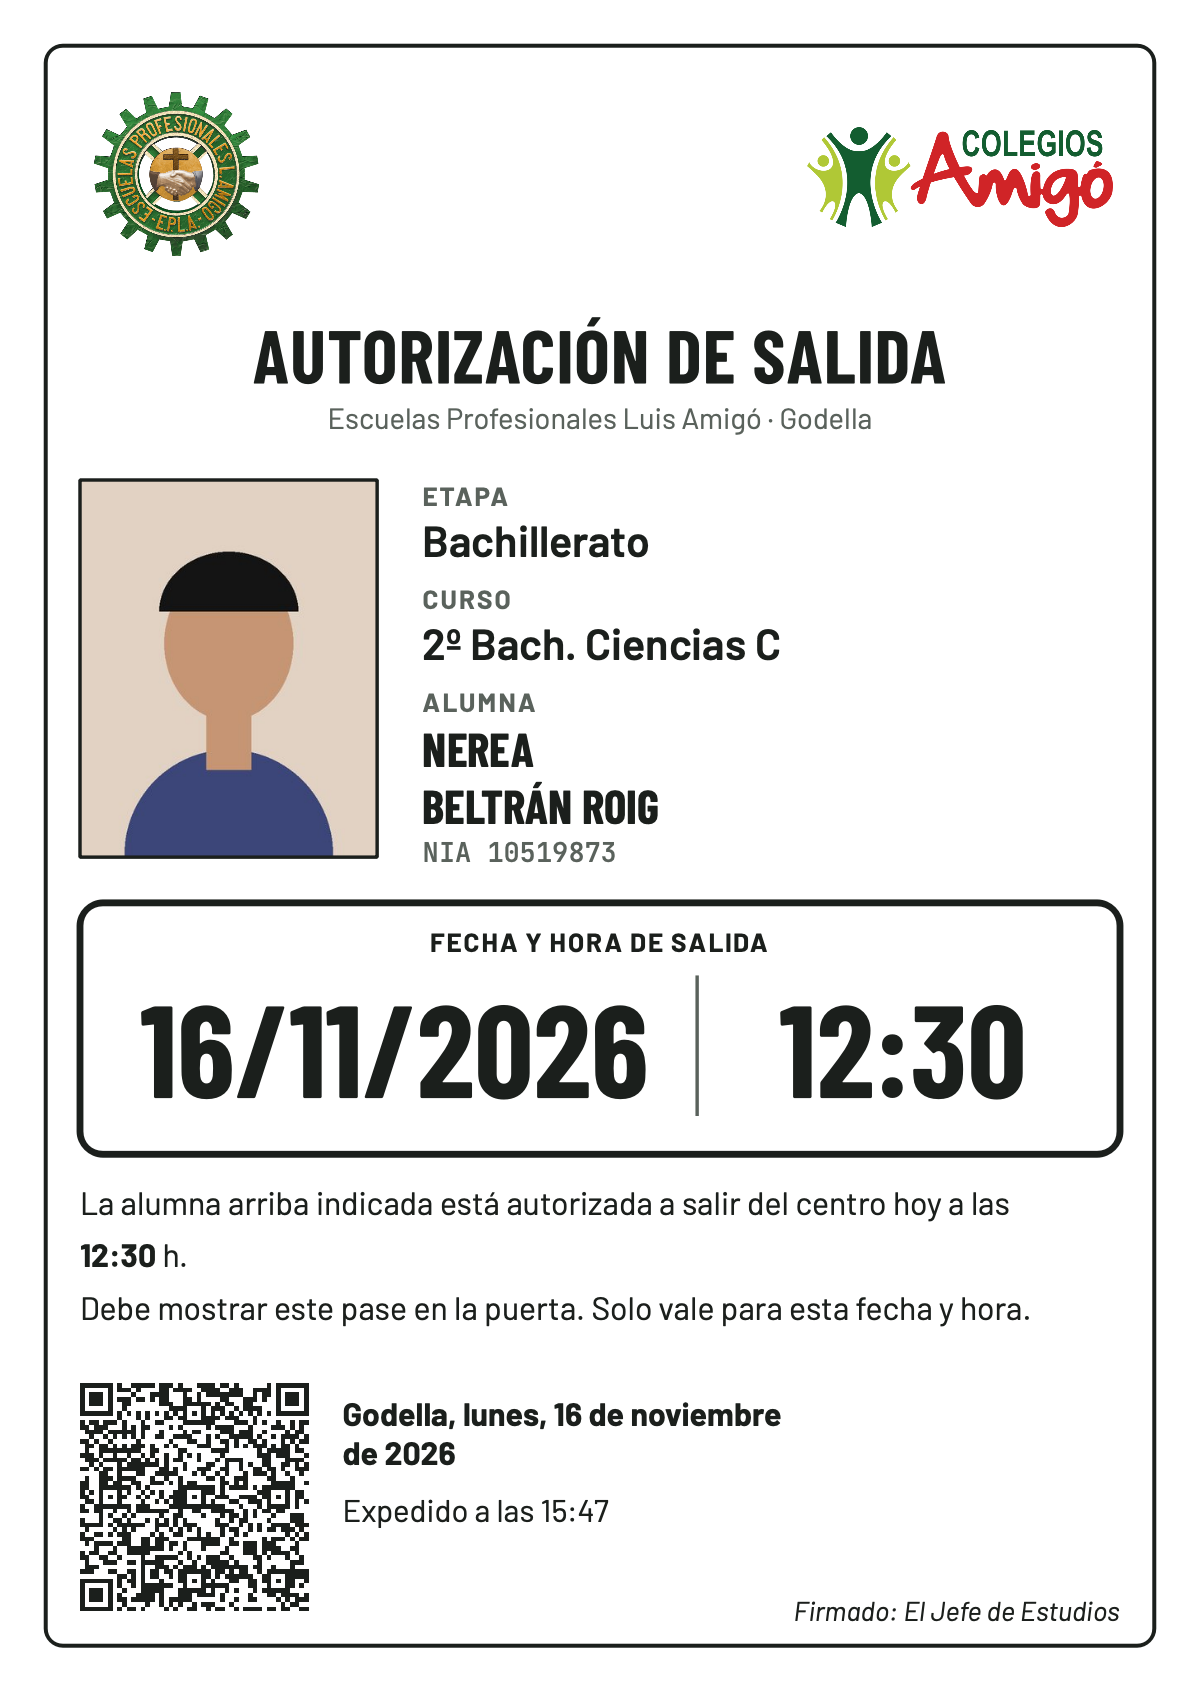 ESCUELAS PROFESIONALES L. AMIGO
·E.P.L.A.·
COLEGIOS
Amigó
AUTORIZACIÓN DE SALIDA
Escuelas Profesionales Luis Amigó · Godella
ETAPA
Bachillerato
CURSO
2º Bach. Ciencias C
ALUMNA
NEREA
BELTRÁN ROIG
NIA 10519873
FECHA Y HORA DE SALIDA
16/11/2026 12:30
La alumna arriba indicada está autorizada a salir del centro hoy a las
12:30 h.
Debe mostrar este pase en la puerta. Solo vale para esta fecha y hora.
Godella, lunes, 16 de noviembre
de 2026
Expedido a las 15:47
Firmado: El Jefe de Estudios